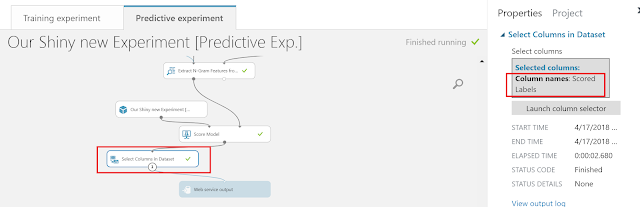 Training experiment
Predictive experiment
Our Shiny new Experiment [Predictive Exp.]
Finished running
Extract N-Gram Features fro...
Our Shiny new Experiment [...
Score Model
Select Columns in Dataset
1
Web service output
Properties Project
Select Columns in Dataset
Select columns
Selected columns:
Column names: Scored
Labels
Launch column selector
START TIME 4/17/2018 ...
END TIME 4/17/2018 ...
ELAPSED TIME 0:00:02.680
STATUS CODE Finished
STATUS DETAILS None
View output log